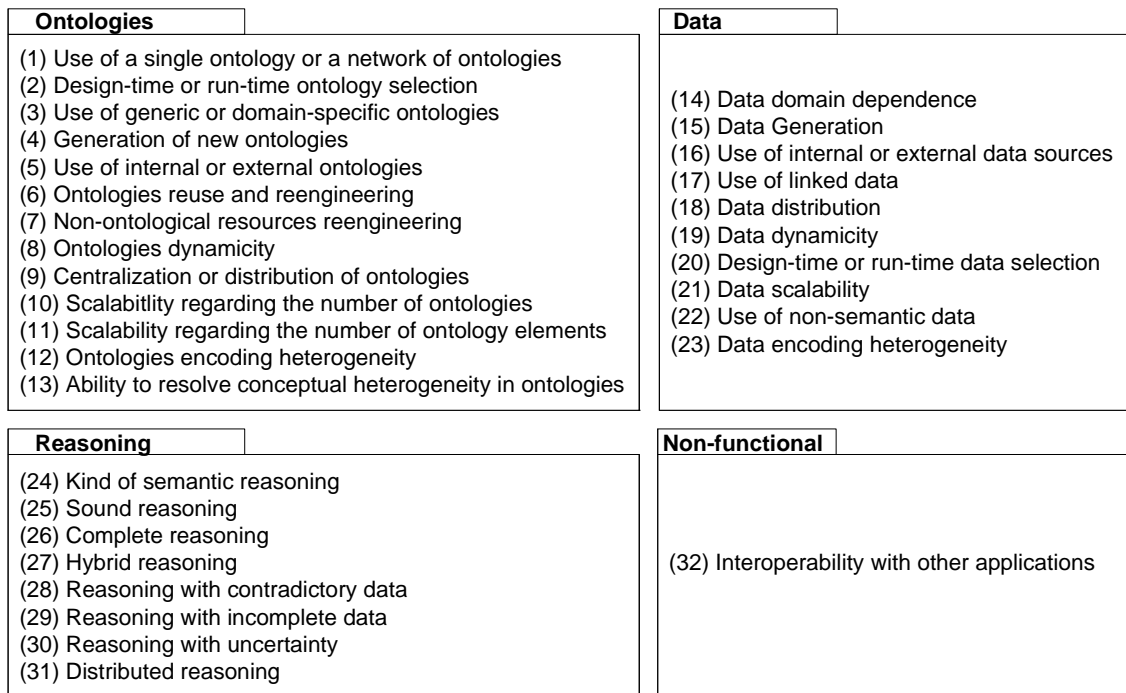 Ontologies
(1) Use of a single ontology or a network of ontologies
(2) Design-time or run-time ontology selection
(3) Use of generic or domain-specific ontologies
(4) Generation of new ontologies
(5) Use of internal or external ontologies
(6) Ontologies reuse and reengineering
(7) Non-ontological resources reengineering
(8) Ontologies dynamicity
(9) Centralization or distribution of ontologies
(10) Scalabitlity regarding the number of ontologies
(11) Scalability regarding the number of ontology elements
(12) Ontologies encoding heterogeneity
(13) Ability to resolve conceptual heterogeneity in ontologies
Data
(14) Data domain dependence
(15) Data Generation
(16) Use of internal or external data sources
(17) Use of linked data
(18) Data distribution
(19) Data dynamicity
(20) Design-time or run-time data selection
(21) Data scalability
(22) Use of non-semantic data
(23) Data encoding heterogeneity
Reasoning
(24) Kind of semantic reasoning
(25) Sound reasoning
(26) Complete reasoning
(27) Hybrid reasoning
(28) Reasoning with contradictory data
(29) Reasoning with incomplete data
(30) Reasoning with uncertainty
(31) Distributed reasoning
Non-functional
(32) Interoperability with other applications